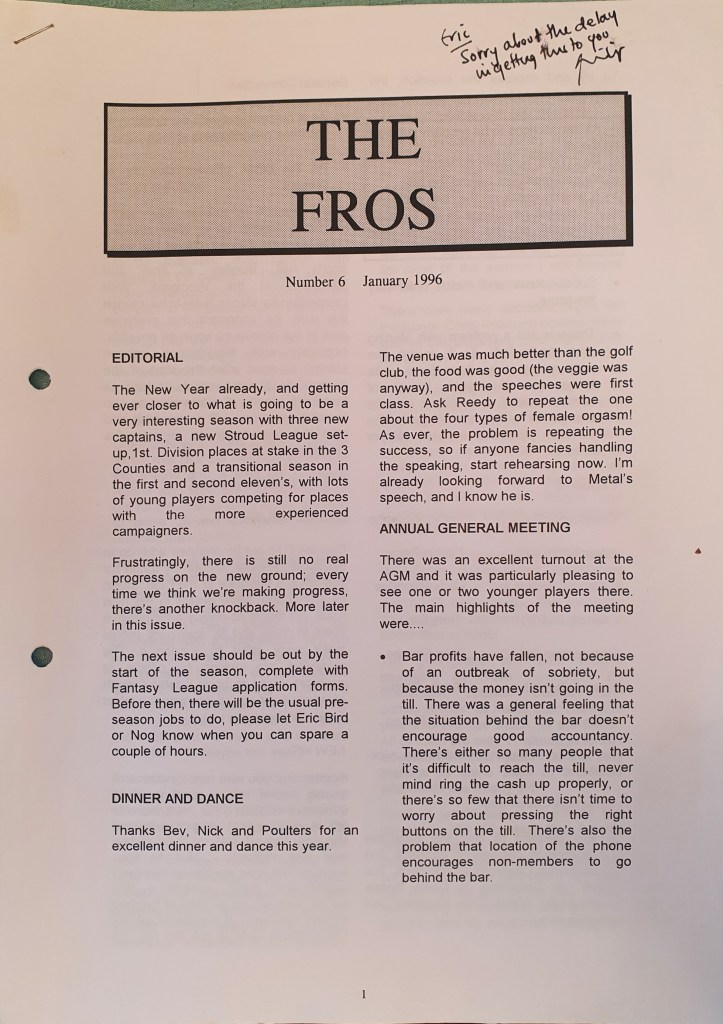 Eric
Sorry about the delay
in getting this to you
THE
FROS
Number 6 January 1996
EDITORIAL
The New Year already, and getting
ever closer to what is going to be a
very interesting season with three new
captains, a new Stroud League set-
up,1st. Division places at stake in the 3
Counties and a transitional season in
the first and second eleven's, with lots
of young players competing for places
with the more experienced
campaigners.
Frustratingly, there is still no real
progress on the new ground; every
time we think we're making progress,
there's another knockback. More later
in this issue.
The next issue should be out by the
start of the season, complete with
Fantasy League application forms.
Before then, there will be the usual pre-
season jobs to do, please let Eric Bird
or Nog know when you can spare a
couple of hours.
DINNER AND DANCE
Thanks Bev, Nick and Poulters for an
excellent dinner and dance this year.
The venue was much better than the golf
club, the food was good (the veggie was
anyway), and the speeches were first
class. Ask Reedy to repeat the one
about the four types of female orgasm!
As ever, the problem is repeating the
success, so if anyone fancies handling
the speaking, start rehearsing now. I'm
already looking forward to Metal's
speech, and I know he is.
ANNUAL GENERAL MEETING
There was an excellent turnout at the
AGM and it was particularly pleasing to
see one or two younger players there.
The main highlights of the meeting
were....
• Bar profits have fallen, not because
of an outbreak of sobriety, but
because the money isn't going in the
till. There was a general feeling that
the situation behind the bar doesn't
encourage good accountancy.
There's either so many people that
it's difficult to reach the till, never
mind ring the cash up properly, or
there's so few that there isn't time to
worry about pressing the right
buttons on the till. There's also the
problem that location of the phone
encourages non-members to go
behind the bar.
1